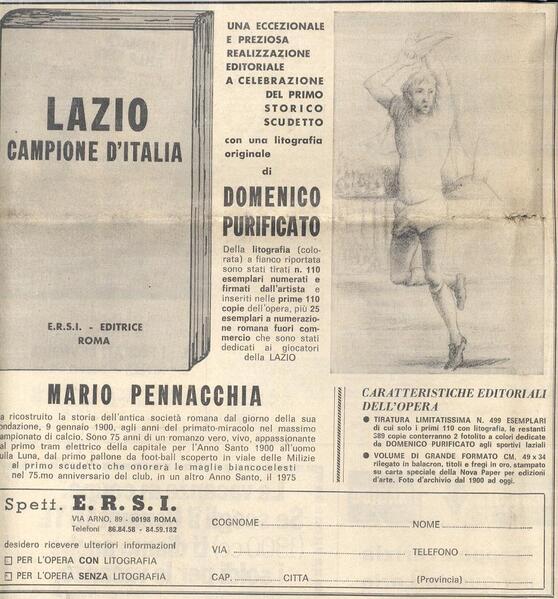 LAZIO
CAMPIONE D'ITALIA
E.R.S.I. - EDITRICE
ROMA
UNA ECCEZIONALE
E PREZIOSA
REALIZZAZIONE
EDITORIALE
A CELEBRAZIONE
DEL PRIMO
STORICO
SCUDETTO
con una litografia
originale
di
DOMENICO
PURIFICATO
Della litografia (colo-
rata) a fianco riportata
sono stati tirati n. 110
esemplari numerati e
firmati dall'artista e
inseriti nelle prime 110
copie dell'opera, più 25
esemplari a numerazio-
ne romana fuori com-
mercio che sono stati
dedicati ai giocatori
della LAZIO
MARIO PENNACCHIA
a ricostruito la storia dell'antica società romana dal giorno della sua
ondazione, 9 gennaio 1900, agli anni del primato-miracolo nel massimo
ampionato di calcio. Sono 75 anni di un romanzo vero, vivo, appassionante
al primo tram elettrico della capitale per l'Anno Santo 1900 all'uomo
ulla Luna, dal primo pallone da foot-ball scoperto in viale delle Milizie
al primo scudetto che onorerà le maglie biancocelesti
nel 75.mo anniversario del club, in un altro Anno Santo, il 1975
CARATTERISTICHE EDITORIALI
DELL'OPERA
● TIRATURA LIMITATISSIMA N. 499 ESEMPLARI
di cui solo i primi 110 con litografia, le restanti
389 copie conterranno 2 fotolito a colori dedicate
da DOMENICO PURIFICATO agli sportivi laziali
● VOLUME DI GRANDE FORMATO CM. 49 x 34
rilegato in balacron, titoli e fregi in oro, stampato
su carta speciale della Nova Paper per edizioni
d'arte. Foto d'archivio dal 1900 ad oggi.
Spett. E.R.S.I.
VIA ARNO, 89 - 00198 ROMA
Telefoni 86.84.58 - 84.59.182
desidero ricevere ulteriori informazioni
PER L'OPERA CON LITOGRAFIA
PER L'OPERA SENZA LITOGRAFIA
COGNOME NOME
VIA TELEFONO
CAP. CITTA (Provincia)